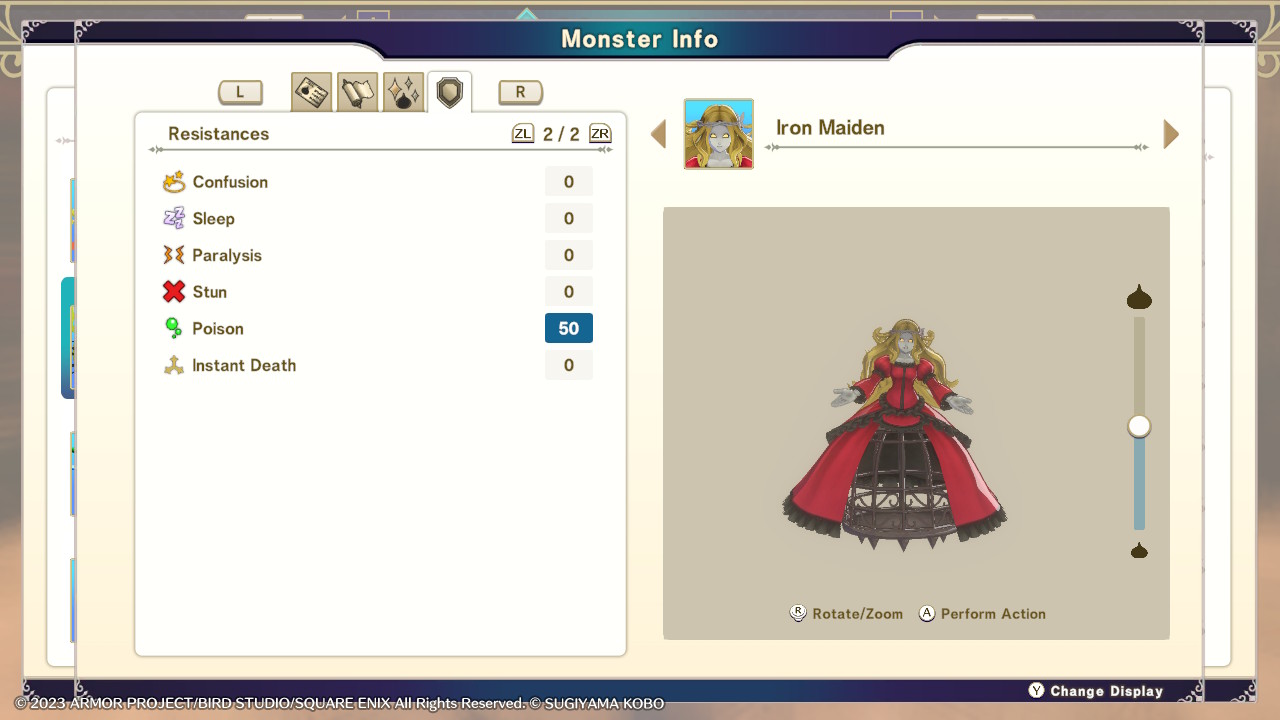 Monster Info
L
R
Resistances
ZL 2 / 2 ZR
Confusion 0
Sleep 0
Paralysis 0
Stun 0
Poison 50
Instant Death 0
Iron Maiden
R Rotate/Zoom A Perform Action
Y Change Display
© 2023 ARMOR PROJECT/BIRD STUDIO/SQUARE ENIX All Rights Reserved. © SUGIYAMA KOBO